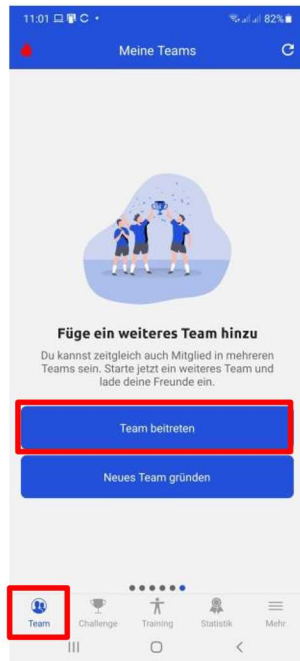 11:01 82%
Meine Teams
Füge ein weiteres Team hinzu
Du kannst zeitgleich auch Mitglied in mehreren
Teams sein. Starte jetzt ein weiteres Team und
lade deine Freunde ein.
Team beitreten
Neues Team gründen
Team Challenge Training Statistik Mehr